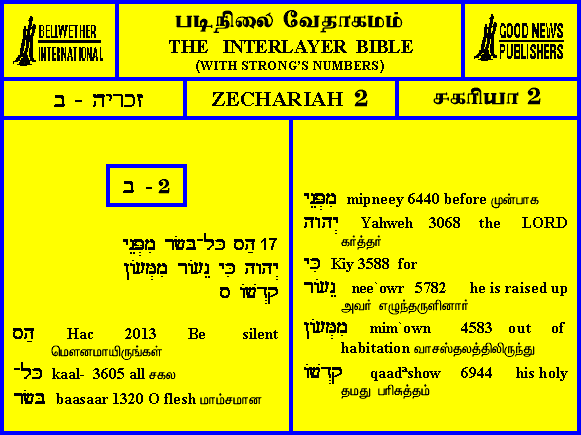 BELLWETHER
INTERNATIONAL
படிநிலை வேதாகமம்
THE INTERLAYER BIBLE
(WITH STRONG'S NUMBERS)
GOOD NEWS
PUBLISHERS
זכריה - ב
ZECHARIAH 2
சகரியா 2
ב - 2
17 הַס כָּל־בָּשָׂר מִפְּנֵי
יְהוָה כִּי נֵעוֹר מִמְּעוֹן
קָדְשׁוֹ ס
הַס Hac 2013 Be silent
மௌனமாயிருங்கள்
כָּל־ kaal- 3605 all சகல
בָּשָׂר baasaar 1320 O flesh மாம்சமான
מִפְּנֵי mipneey 6440 before முன்பாக
יְהוָה Yahweh 3068 the LORD
கர்த்தர்
כִּי Kiy 3588 for
נֵעוֹר nee`owr 5782 he is raised up
அவர் எழுந்தருளினார்
מִמְּעוֹן mim`own 4583 out of
habitation வாசஸ்தலத்திலிருந்து
קָדְשׁוֹ qaadªshow 6944 his holy
தமது பரிசுத்தம்